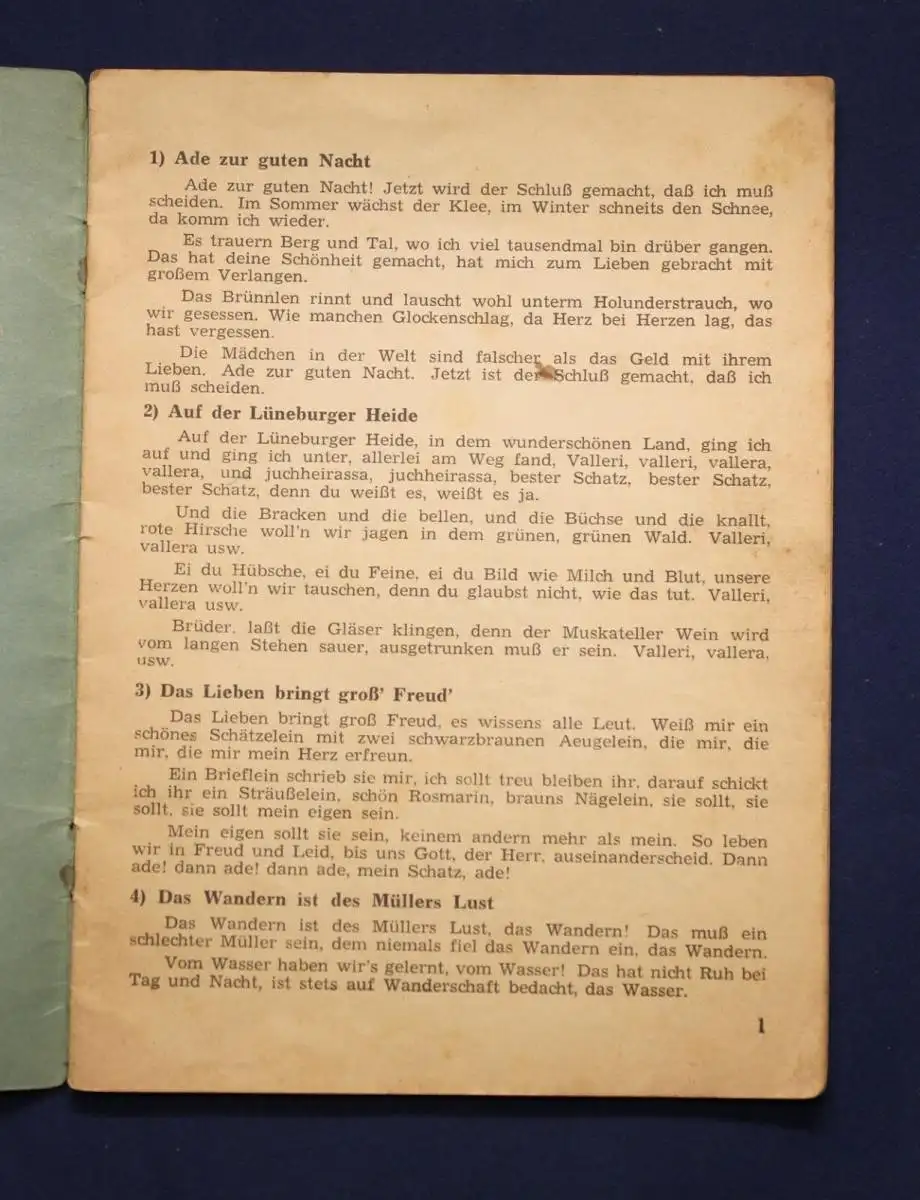 1) Ade zur guten Nacht
Ade zur guten Nacht! Jetzt wird der Schluß gemacht, daß ich muß
scheiden. Im Sommer wächst der Klee, im Winter schneits den Schnee,
da komm ich wieder.
Es trauern Berg und Tal, wo ich viel tausendmal bin drüber gangen.
Das hat deine Schönheit gemacht, hat mich zum Lieben gebracht mit
großem Verlangen.
Das Brünnlen rinnt und lauscht wohl unterm Holunderstrauch, wo
wir gesessen. Wie manchen Glockenschlag, da Herz bei Herzen lag, das
hast vergessen.
Die Mädchen in der Welt sind falscher als das Geld mit ihrem
Lieben. Ade zur guten Nacht. Jetzt ist der Schluß gemacht, daß ich
muß scheiden.
2) Auf der Lüneburger Heide
Auf der Lüneburger Heide, in dem wunderschönen Land, ging ich
auf und ging ich unter, allerlei am Weg fand, Valleri, valleri, vallera,
vallera, und juchheirassa, juchheirassa, bester Schatz, bester Schatz,
bester Schatz, denn du weißt es, weißt es ja.
Und die Bracken und die bellen, und die Büchse und die knallt,
rote Hirsche woll'n wir jagen in dem grünen, grünen Wald. Valleri,
vallera usw.
Ei du Hübsche, ei du Feine, ei du Bild wie Milch und Blut, unsere
Herzen woll'n wir tauschen, denn du glaubst nicht, wie das tut. Valleri,
vallera usw.
Brüder, laßt die Gläser klingen, denn der Muskateller Wein wird
vom langen Stehen sauer, ausgetrunken muß er sein. Valleri, vallera,
usw.
3) Das Lieben bringt groß' Freud'
Das Lieben bringt groß Freud, es wissens alle Leut. Weiß mir ein
schönes Schätzelein mit zwei schwarzbraunen Aeugelein, die mir, die
mir, die mir mein Herz erfreun.
Ein Brieflein schrieb sie mir, ich sollt treu bleiben ihr, darauf schickt
ich ihr ein Sträußelein, schön Rosmarin, brauns Nägelein, sie sollt, sie
sollt, sie sollt mein eigen sein.
Mein eigen sollt sie sein, keinem andern mehr als mein. So leben
wir in Freud und Leid, bis uns Gott, der Herr, auseinanderscheid. Dann
ade! dann ade! dann ade, mein Schatz, ade!
4) Das Wandern ist des Müllers Lust
Das Wandern ist des Müllers Lust, das Wandern! Das muß ein
schlechter Müller sein, dem niemals fiel das Wandern ein, das Wandern.
Vom Wasser haben wir's gelernt, vom Wasser! Das hat nicht Ruh bei
Tag und Nacht, ist stets auf Wanderschaft bedacht, das Wasser.
1